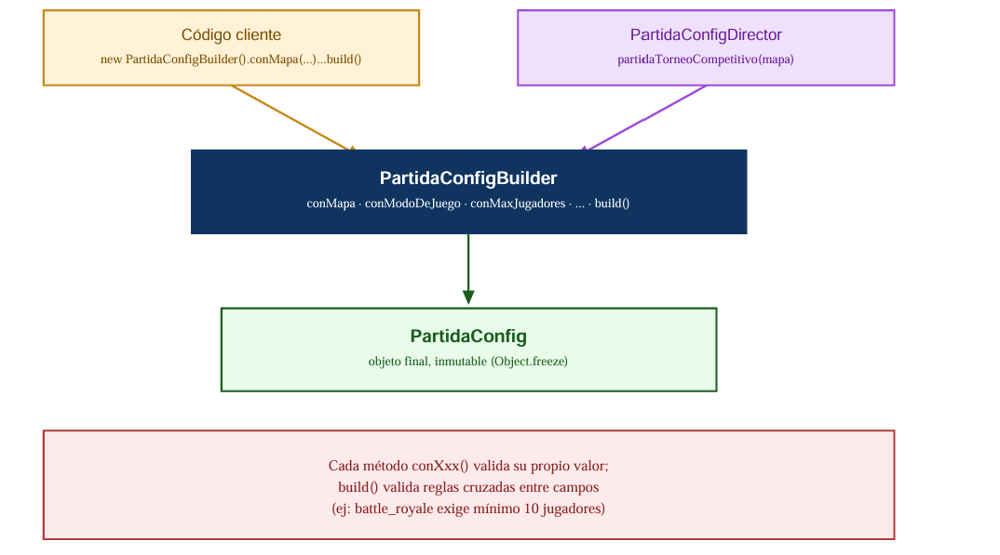 Código cliente
new PartidaConfigBuilder().conMapa(...)...build()
PartidaConfigDirector
partidaTorneoCompetitivo(mapa)
PartidaConfigBuilder
conMapa · conModoDeJuego · conMaxJugadores · ... · build()
PartidaConfig
objeto final, inmutable (Object.freeze)
Cada método conXxx() valida su propio valor;
build() valida reglas cruzadas entre campos
(ej: battle_royale exige mínimo 10 jugadores)